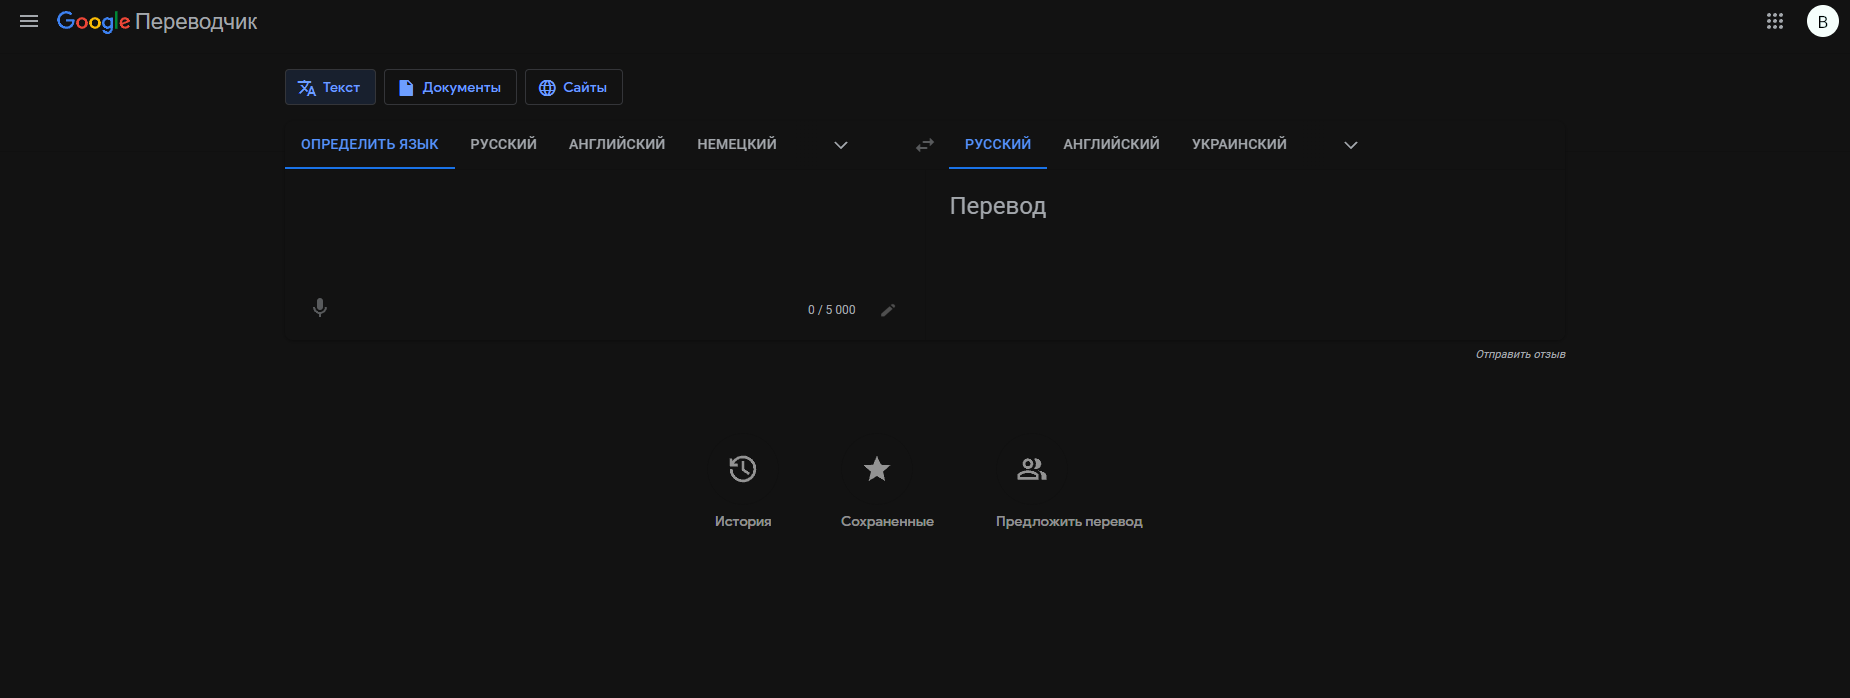 Google Переводчик
B
Текст Документы Сайты
ОПРЕДЕЛИТЬ ЯЗЫК РУССКИЙ АНГЛИЙСКИЙ НЕМЕЦКИЙ РУССКИЙ АНГЛИЙСКИЙ УКРАИНСКИЙ
Перевод
0 / 5 000
Отправить отзыв
История Сохраненные Предложить перевод